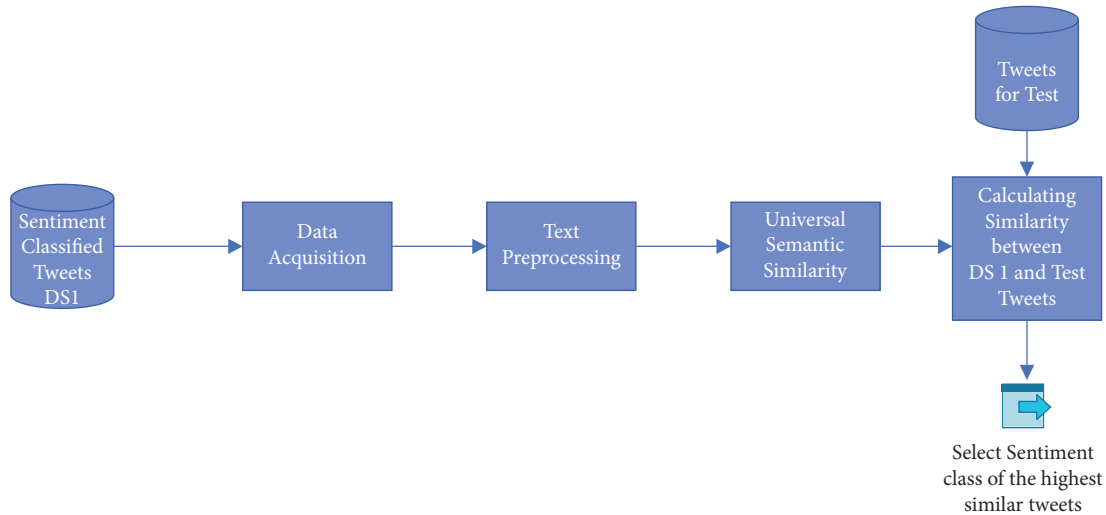 Tweets
for Test
Sentiment
Classified
Tweets
DS1
Data
Acquisition
Text
Preprocessing
Universal
Semantic
Similarity
Calculating
Similarity
between
DS 1 and Test
Tweets
Select Sentiment
class of the highest
similar tweets